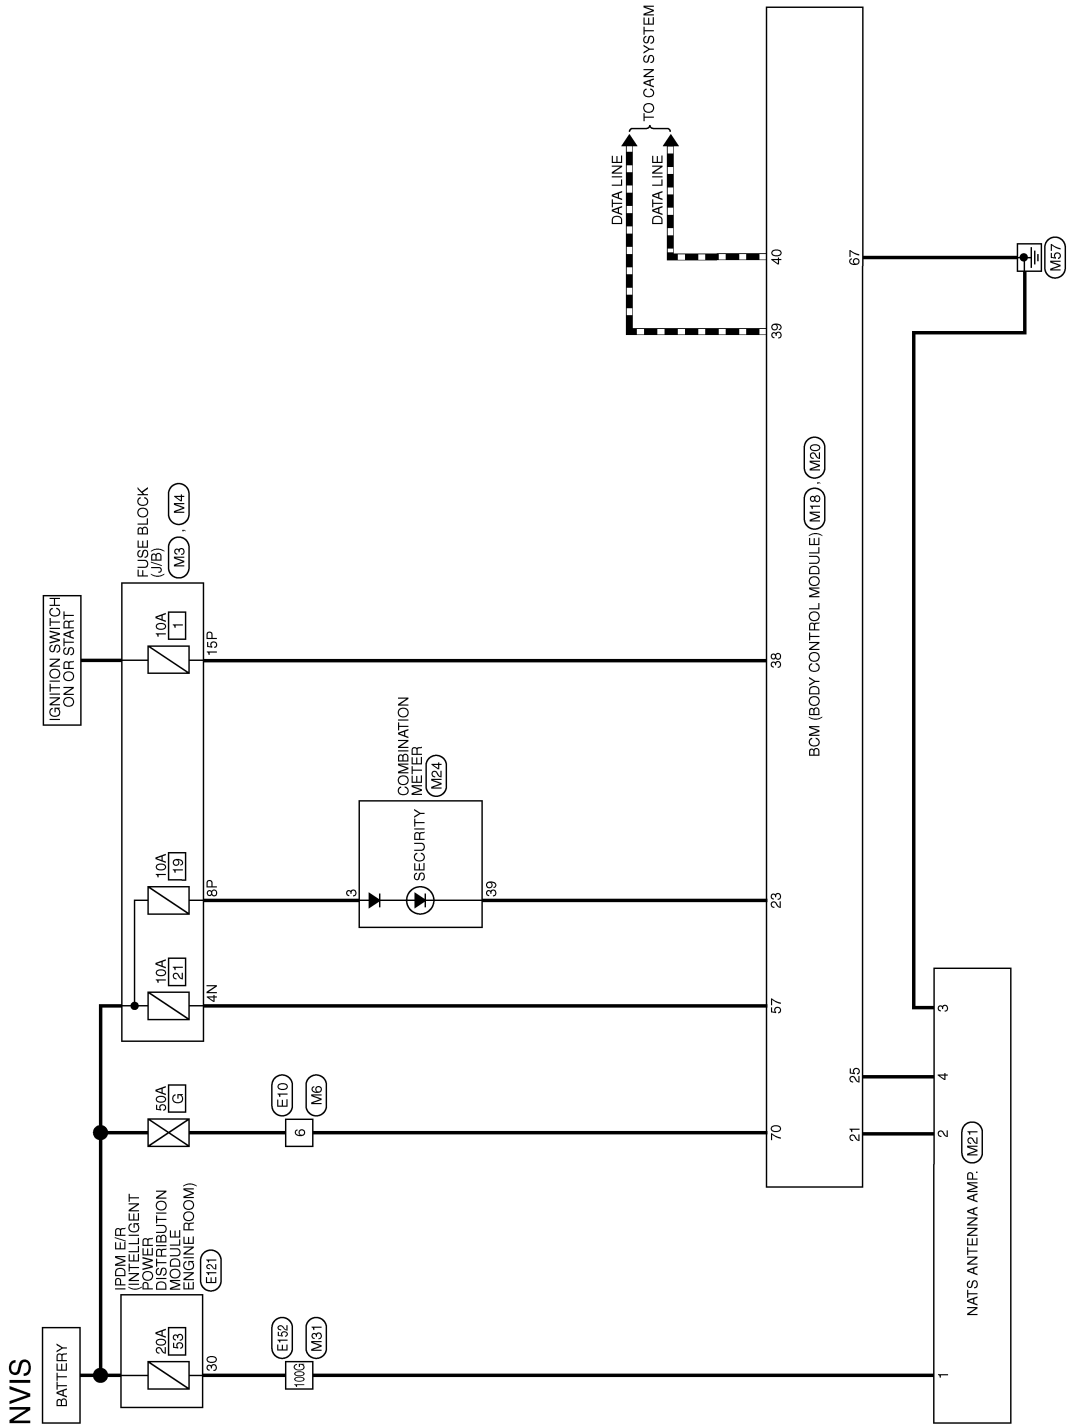 NVIS
BATTERY
IPDM E/R
(INTELLIGENT
POWER
DISTRIBUTION
MODULE
ENGINE ROOM)
E121
20A
53
30
E152
M31
100G
50A
G
E10
M6
6
IGNITION SWITCH
ON OR START
FUSE BLOCK
(J/B)
M3 , M4
10A
21
4N
10A
19
8P
10A
1
15P
COMBINATION
METER
M24
SECURITY
3
39
DATA LINE
DATA LINE
TO CAN SYSTEM
70
57
23
38
39
40
BCM (BODY CONTROL MODULE) M18 , M20
21
25
67
M57
1
2
4
3
NATS ANTENNA AMP. M21